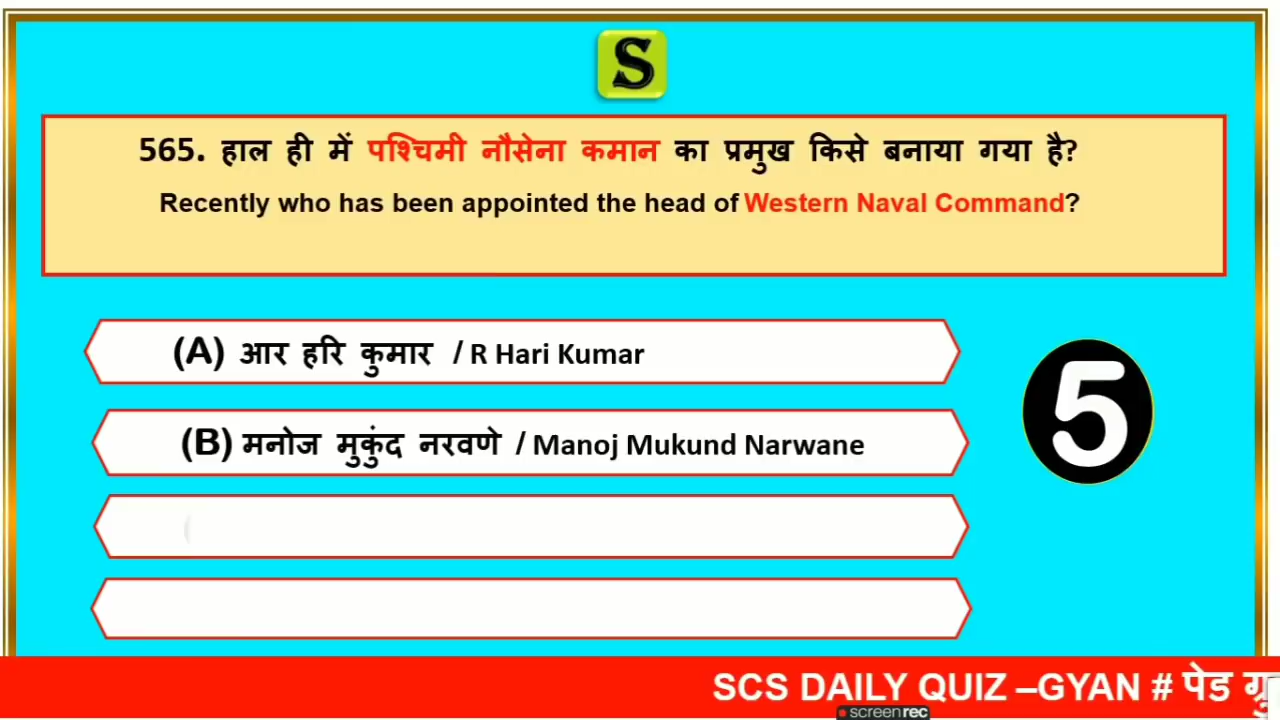 S
565. हाल ही में पश्चिमी नौसेना कमान का प्रमुख किसे बनाया गया है?
Recently who has been appointed the head of Western Naval Command?
(A) आर हरि कुमार / R Hari Kumar
(B) मनोज मुकुंद नरवणे / Manoj Mukund Narwane
5
SCS DAILY QUIZ –GYAN # पेड
screenrec